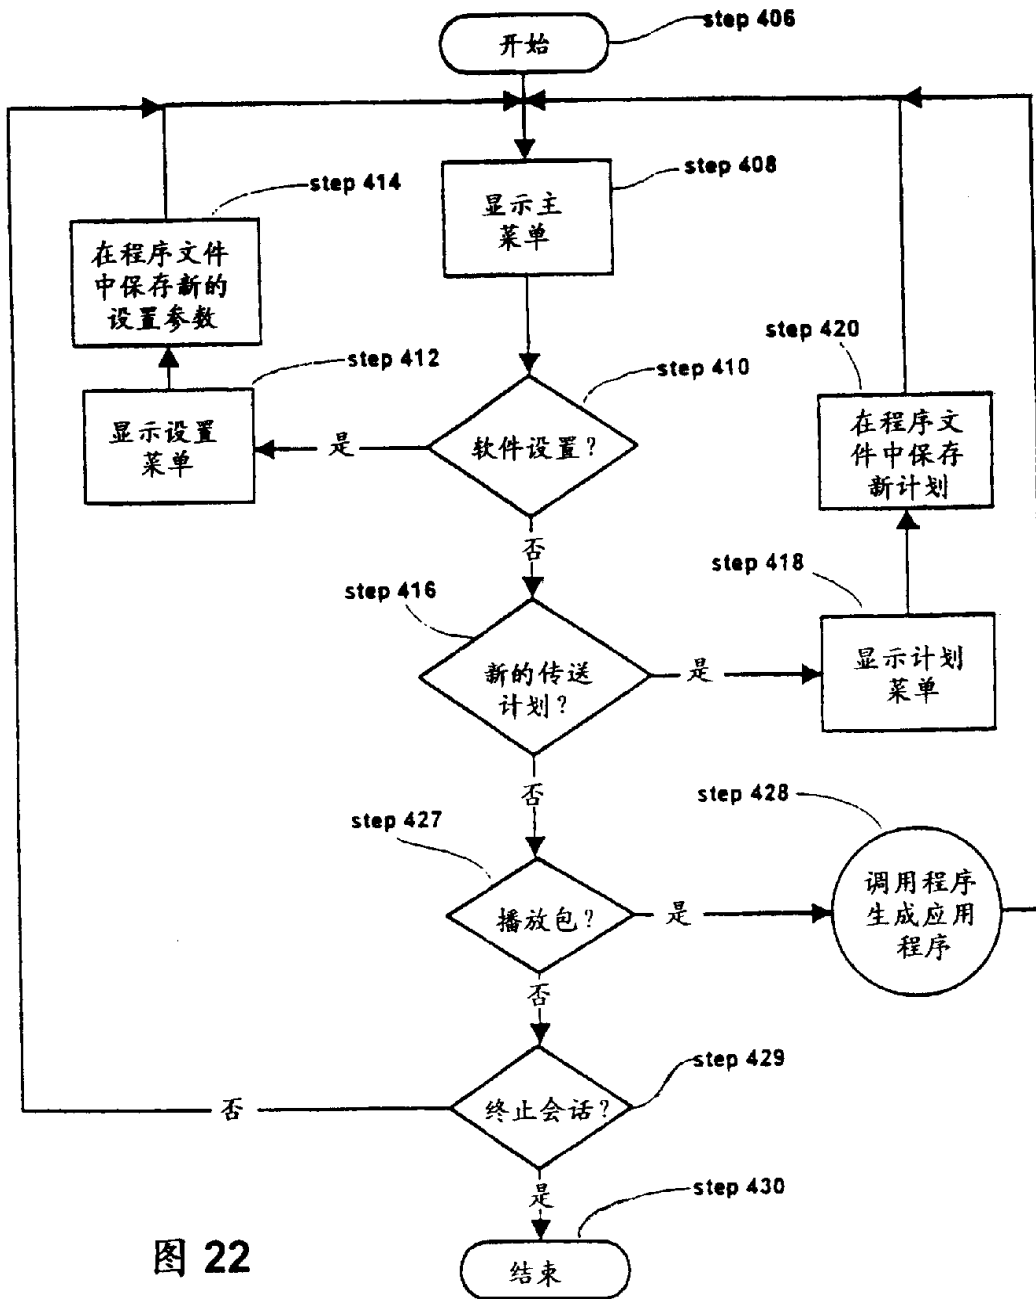 开始
step 406
显示主
菜单
step 408
step 414
在程序文件
中保存新的
设置参数
step 412
显示设置
菜单
是
软件设置?
step 410
step 420
在程序文
件中保存
新计划
否
step 416
新的传送
计划?
是
step 418
显示计划
菜单
否
step 427
播放包?
是
step 428
调用程序
生成应用
程序
否
step 429
终止会话?
否
是
step 430
结束
图 22